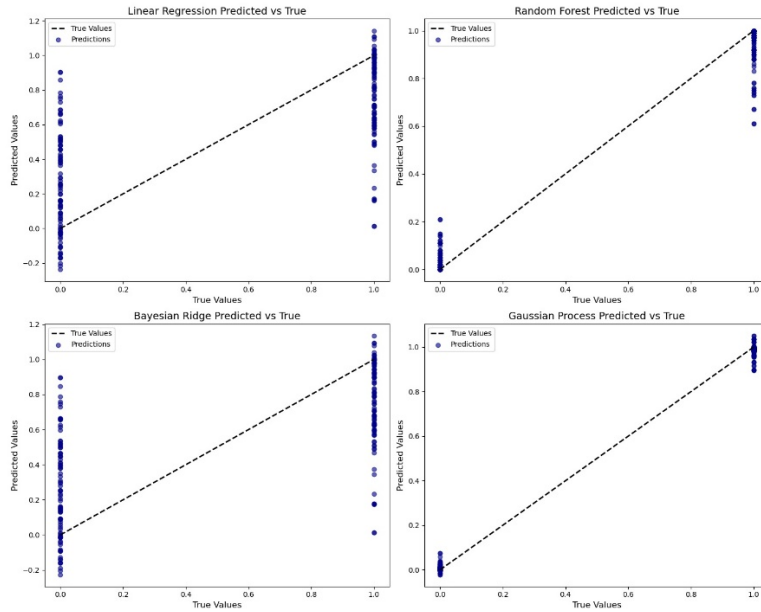 Linear Regression Predicted vs True
True Values
Predictions
1.2
1.0
0.8
0.6
0.4
0.2
0.0
-0.2
Predicted Values
0.0 0.2 0.4 0.6 0.8 1.0
True Values
Random Forest Predicted vs True
True Values
Predictions
1.0
0.8
0.6
0.4
0.2
0.0
Predicted Values
0.0 0.2 0.4 0.6 0.8 1.0
True Values
Bayesian Ridge Predicted vs True
True Values
Predictions
1.2
1.0
0.8
0.6
0.4
0.2
0.0
-0.2
Predicted Values
0.0 0.2 0.4 0.6 0.8 1.0
True Values
Gaussian Process Predicted vs True
True Values
Predictions
1.0
0.8
0.6
0.4
0.2
0.0
Predicted Values
0.0 0.2 0.4 0.6 0.8 1.0
True Values